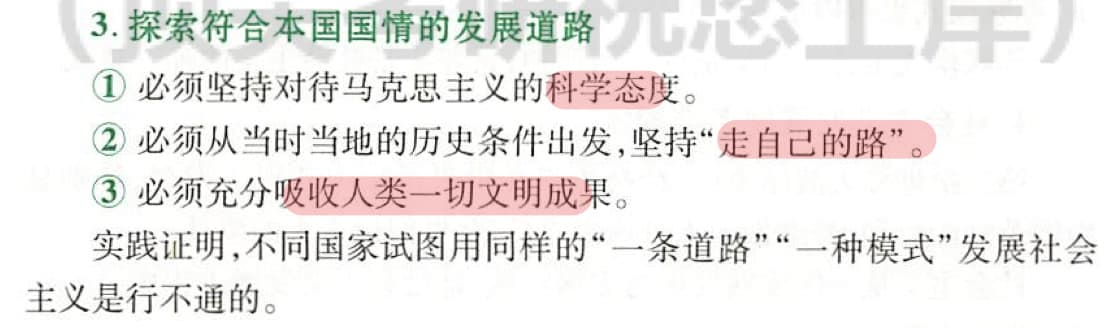 3. 探索符合本国国情的发展道路
① 必须坚持对待马克思主义的科学态度。
② 必须从当时当地的历史条件出发,坚持“走自己的路”。
③ 必须充分吸收人类一切文明成果。
实践证明,不同国家试图用同样的“一条道路”“一种模式”发展社会
主义是行不通的。